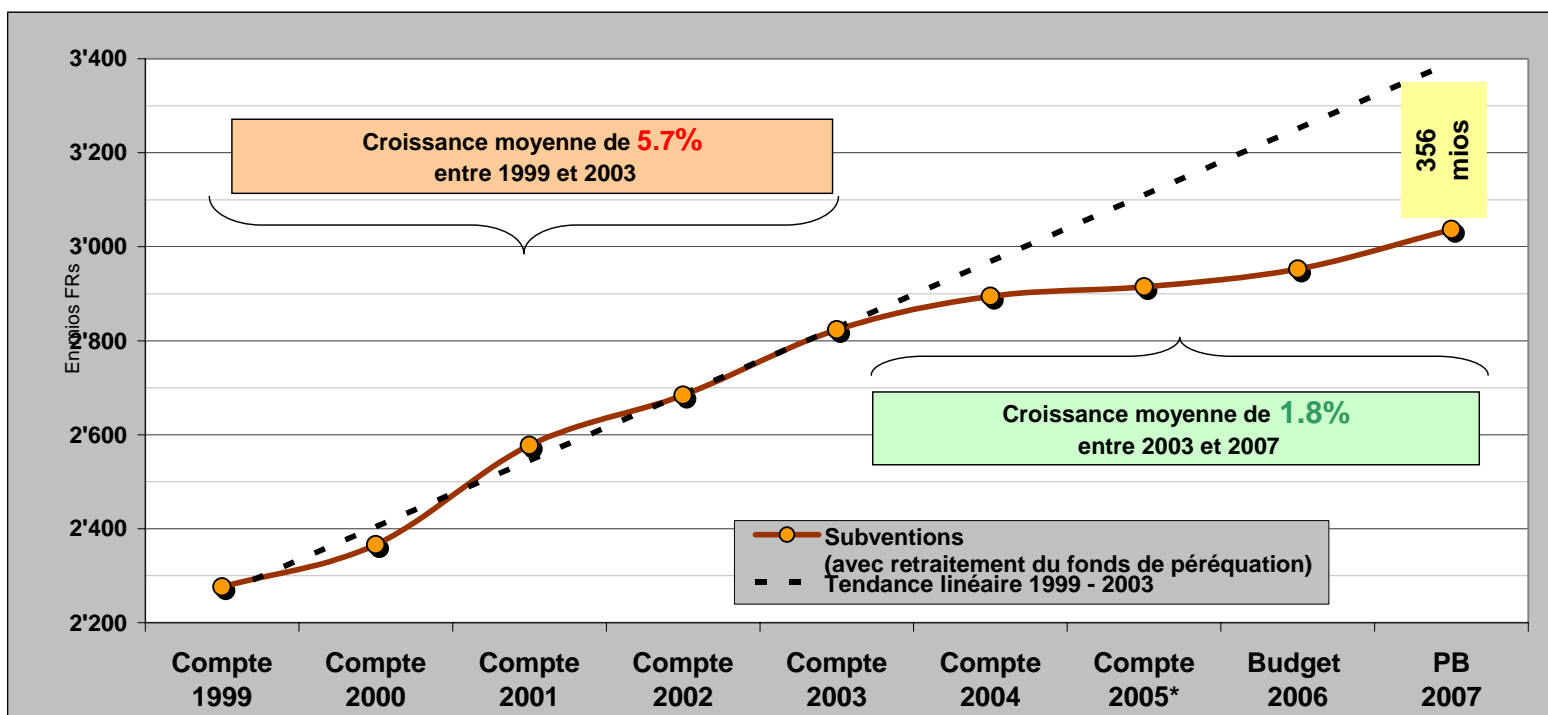 3'400
3'200
3'000
2'800
2'600
2'400
2'200
En mios FRs
Croissance moyenne de 5.7%
entre 1999 et 2003
356
mios
Croissance moyenne de 1.8%
entre 2003 et 2007
Subventions
(avec retraitement du fonds de péréquation)
Tendance linéaire 1999 - 2003
Compte Compte Compte Compte Compte Compte Compte Budget PB
1999 2000 2001 2002 2003 2004 2005* 2006 2007